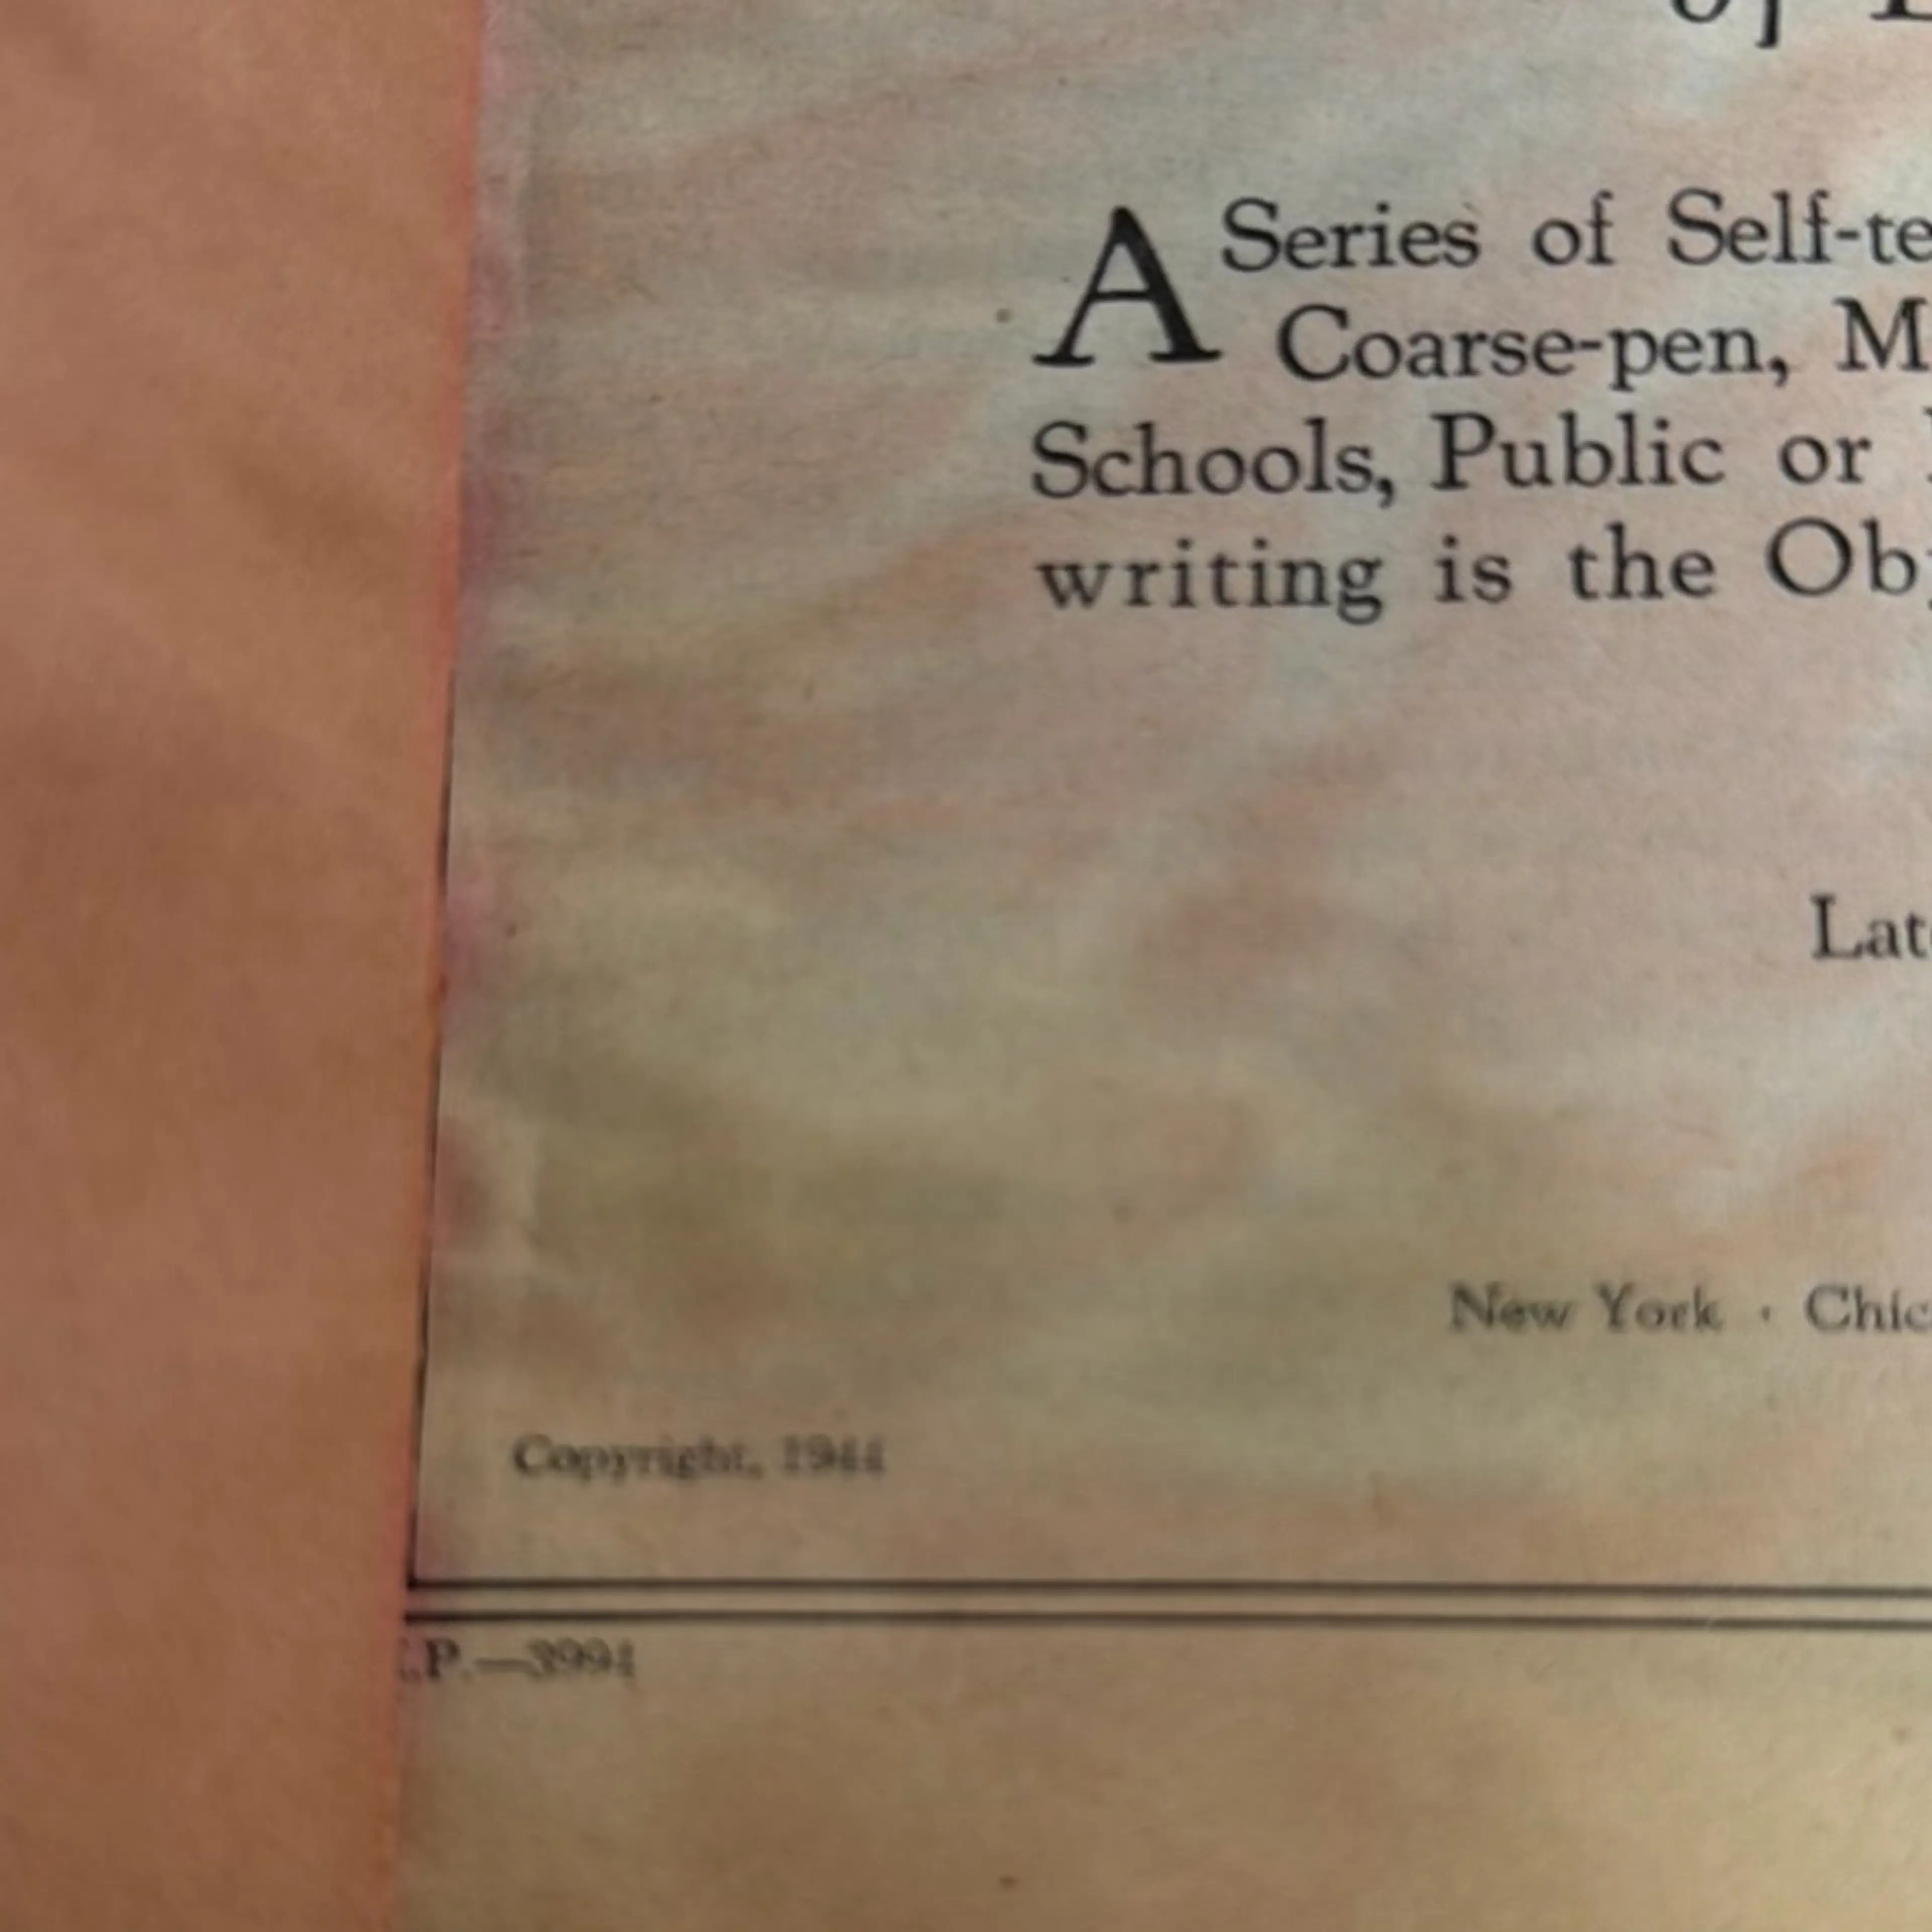 of
A Series of Self-te
Coarse-pen, M
Schools, Public or
writing is the Ob
Lat
New York · Chic
Copyright, 1944
.P.—3994